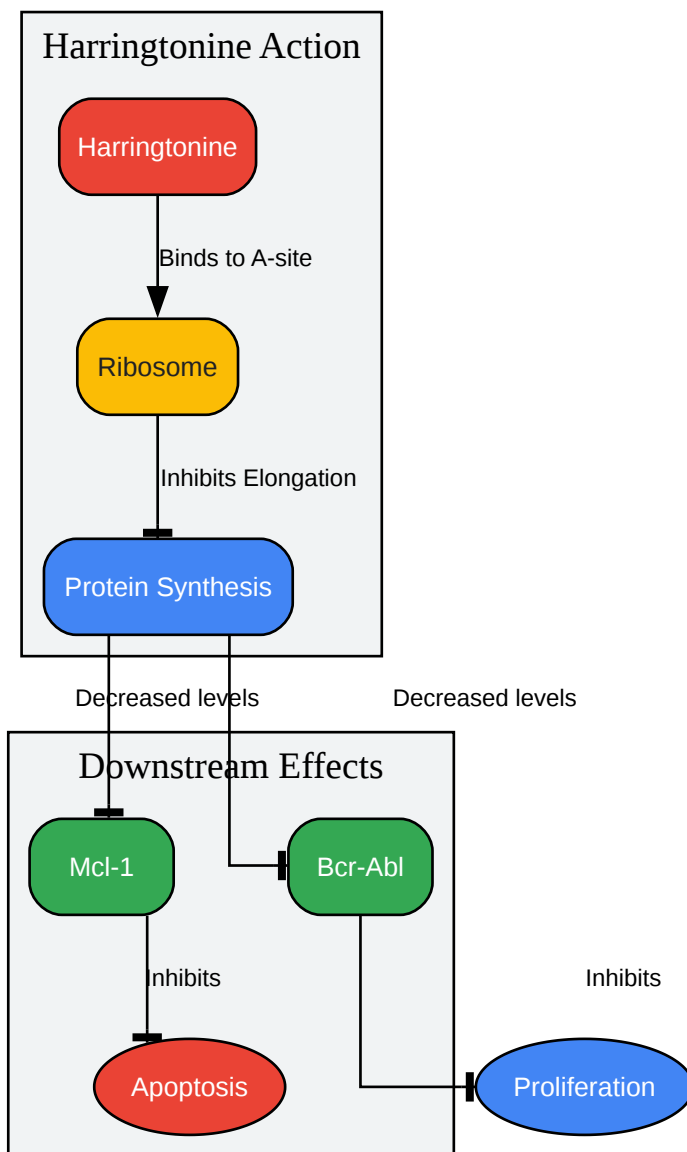 Harringtonine Action
Harringtonine
Binds to A-site
Ribosome
Inhibits Elongation
Protein Synthesis
Decreased levels
Decreased levels
Downstream Effects
Mcl-1
Bcr-Abl
Inhibits
Inhibits
Apoptosis
Proliferation